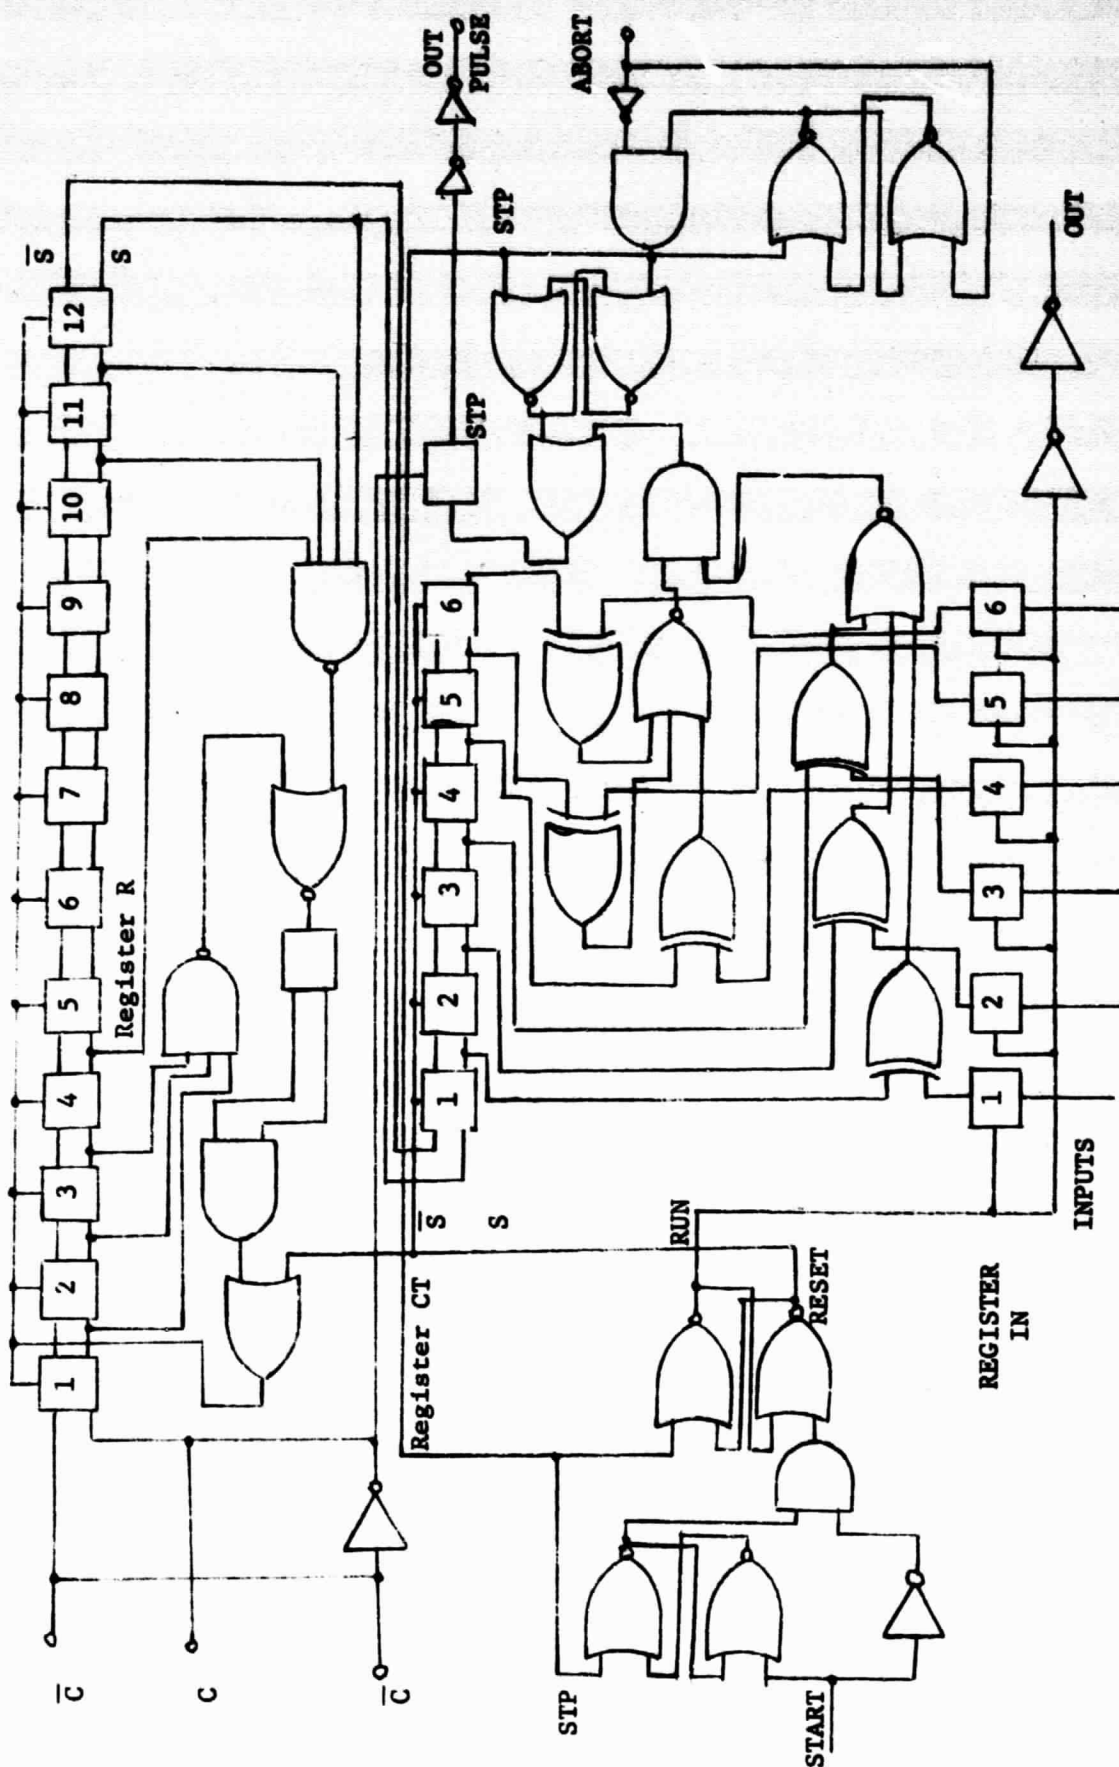 C̅
C
C̅
1 2 3 4 5 6 7 8 9 10 11 12
S̅
S
Register R
OUT
PULSE
ABORT
STP
STP
Register CT
1 2 3 4 5 6
S̅
S
RUN
RESET
STP
START
REGISTER
IN
1 2 3 4 5 6
INPUTS
OUT